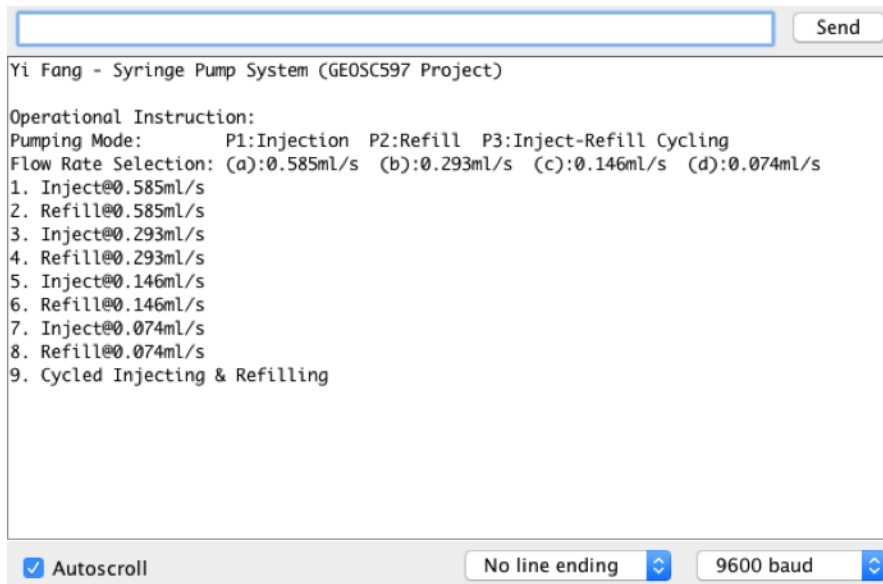 Send
Yi Fang - Syringe Pump System (GEOSC597 Project)
Operational Instruction:
Pumping Mode: P1:Injection P2:Refill P3:Inject-Refill Cycling
Flow Rate Selection: (a):0.585ml/s (b):0.293ml/s (c):0.146ml/s (d):0.074ml/s
1. Inject@0.585ml/s
2. Refill@0.585ml/s
3. Inject@0.293ml/s
4. Refill@0.293ml/s
5. Inject@0.146ml/s
6. Refill@0.146ml/s
7. Inject@0.074ml/s
8. Refill@0.074ml/s
9. Cycled Injecting & Refilling
Autoscroll No line ending 9600 baud